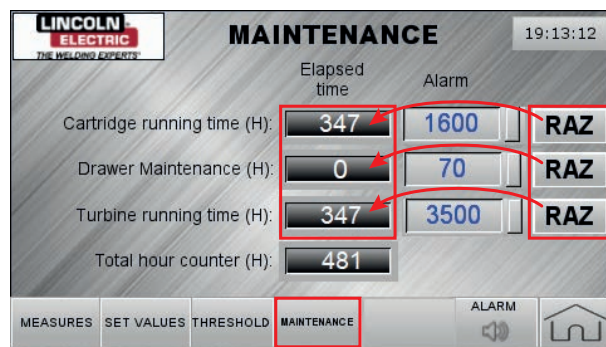 LINCOLN
ELECTRIC
THE WELDING EXPERTS
MAINTENANCE
19:13:12
Elapsed
time
Alarm
Cartridge running time (H): 347 1600 RAZ
Drawer Maintenance (H): 0 70 RAZ
Turbine running time (H): 347 3500 RAZ
Total hour counter (H): 481
MEASURES SET VALUES THRESHOLD MAINTENANCE ALARM